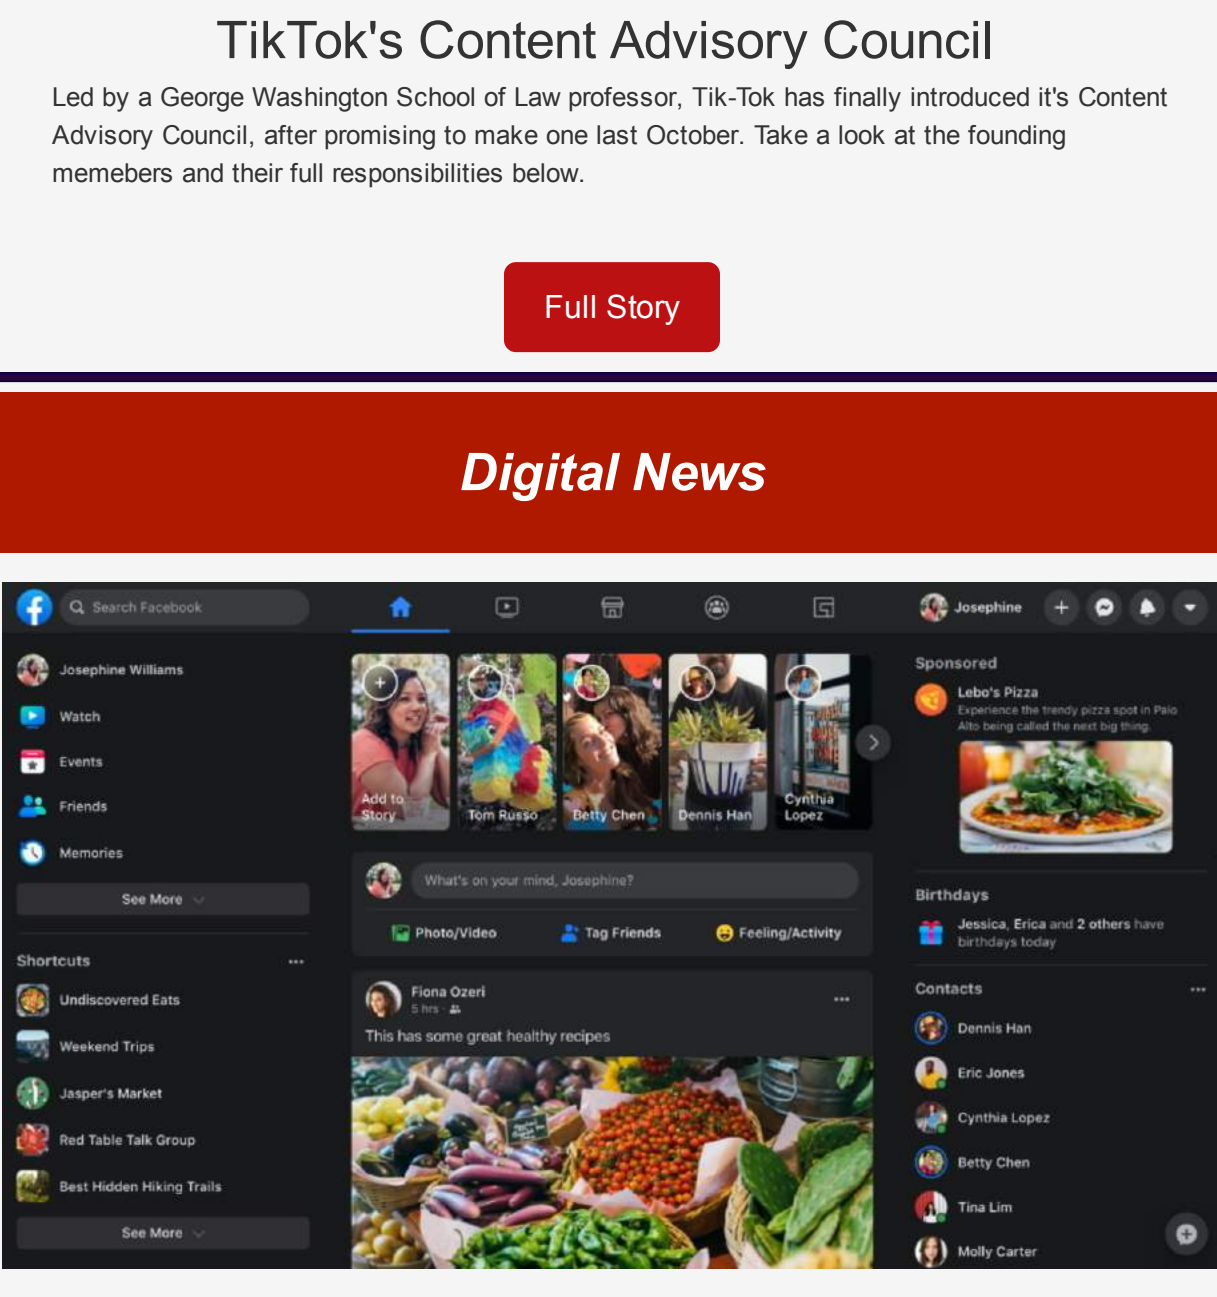 TikTok's Content Advisory Council
Led by a George Washington School of Law professor, Tik-Tok has finally introduced it's Content
Advisory Council, after promising to make one last October. Take a look at the founding
memebers and their full responsibilities below.
Full Story
Digital News
Search Facebook
Josephine
Josephine Williams
Watch
Events
Friends
Memories
See More
Shortcuts
Undiscovered Eats
Weekend Trips
Jasper's Market
Red Table Talk Group
Best Hidden Hiking Trails
See More
Add to
Story
Tom Russo
Betty Chen
Dennis Han
Cynthia
Lopez
What's on your mind, Josephine?
Photo/Video
Tag Friends
Feeling/Activity
Fiona Ozeri
5 hrs
This has some great healthy recipes
Sponsored
Lebo's Pizza
Experience the trendy pizza spot in Palo
Alto being called the next big thing.
Birthdays
Jessica, Erica and 2 others have
birthdays today
Contacts
Dennis Han
Eric Jones
Cynthia Lopez
Betty Chen
Tina Lim
Molly Carter